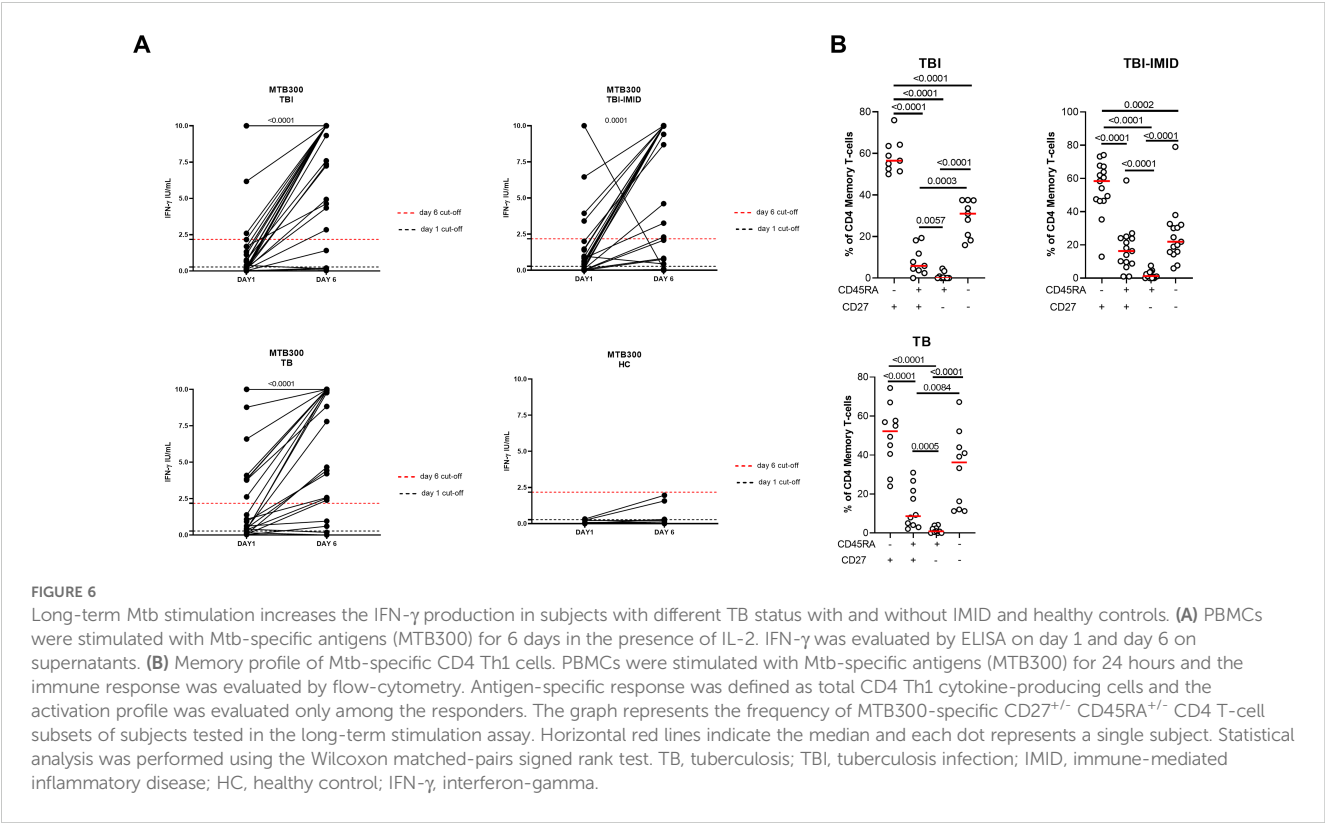 A
MTB300
TBI
<0.0001
10.0
7.5
5.0
2.5
0.0
IFN-γ IU/mL
DAY1
DAY 6
day 6 cut-off
day 1 cut-off
MTB300
TBI-IMID
0.0001
10.0
7.5
5.0
2.5
0.0
IFN-γ IU/mL
DAY1
DAY 6
day 6 cut-off
day 1 cut-off
MTB300
TB
<0.0001
10.0
7.5
5.0
2.5
0.0
IFN-γ IU/mL
DAY1
DAY 6
day 6 cut-off
day 1 cut-off
MTB300
HC
10.0
7.5
5.0
2.5
0.0
IFN-γ IU/mL
DAY1
DAY 6
day 6 cut-off
day 1 cut-off
B
TBI
<0.0001
<0.0001
<0.0001
<0.0001
0.0003
0.0057
80
60
40
20
0
% of CD4 Memory T-cells
CD45RA - + + -
CD27 + + - -
TBI-IMID
0.0002
<0.0001
<0.0001 <0.0001
<0.0001
100
80
60
40
20
0
% of CD4 Memory T-cells
CD45RA - + + -
CD27 + + - -
TB
<0.0001
<0.0001 <0.0001
0.0084
0.0005
80
60
40
20
0
% of CD4 Memory T-cells
CD45RA - + + -
CD27 + + - -
FIGURE 6
Long-term Mtb stimulation increases the IFN-γ production in subjects with different TB status with and without IMID and healthy controls. (A) PBMCs
were stimulated with Mtb-specific antigens (MTB300) for 6 days in the presence of IL-2. IFN-γ was evaluated by ELISA on day 1 and day 6 on
supernatants. (B) Memory profile of Mtb-specific CD4 Th1 cells. PBMCs were stimulated with Mtb-specific antigens (MTB300) for 24 hours and the
immune response was evaluated by flow-cytometry. Antigen-specific response was defined as total CD4 Th1 cytokine-producing cells and the
activation profile was evaluated only among the responders. The graph represents the frequency of MTB300-specific CD27+/- CD45RA+/- CD4 T-cell
subsets of subjects tested in the long-term stimulation assay. Horizontal red lines indicate the median and each dot represents a single subject. Statistical
analysis was performed using the Wilcoxon matched-pairs signed rank test. TB, tuberculosis; TBI, tuberculosis infection; IMID, immune-mediated
inflammatory disease; HC, healthy control; IFN-γ, interferon-gamma.